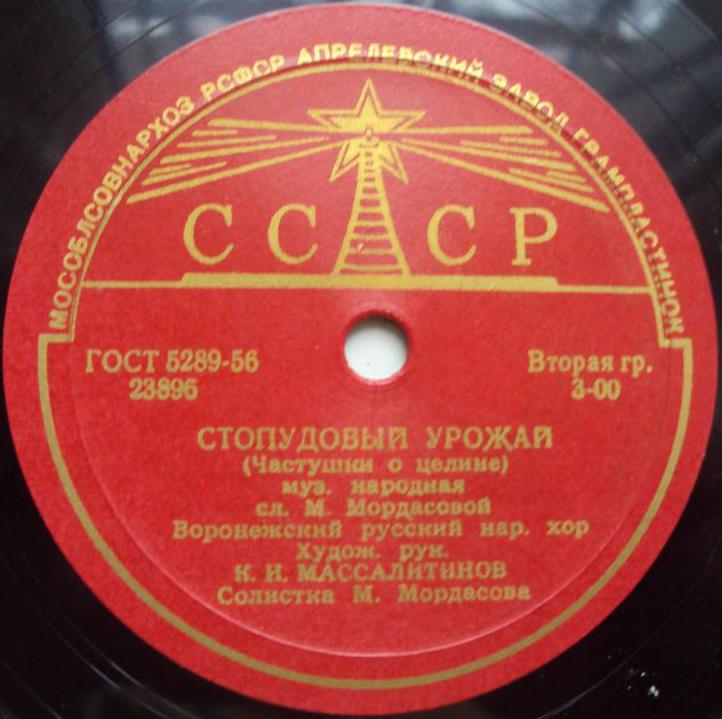 МОСОБЛСОВНАРХОЗ РСФСР АПРЕЛЕВСКИЙ ЗАВОД ГРАМПЛАСТИНОК
СССР
ГОСТ 5289-56
23896
Вторая гр.
3-00
СТОПУДОВЫЙ УРОЖАЙ
(Частушки о целине)
муз. народная
сл. М. Мордасовой
Воронежский русский нар. хор
Худож. рук.
К. И. МАССАЛИТИНОВ
Солистка М. Мордасова